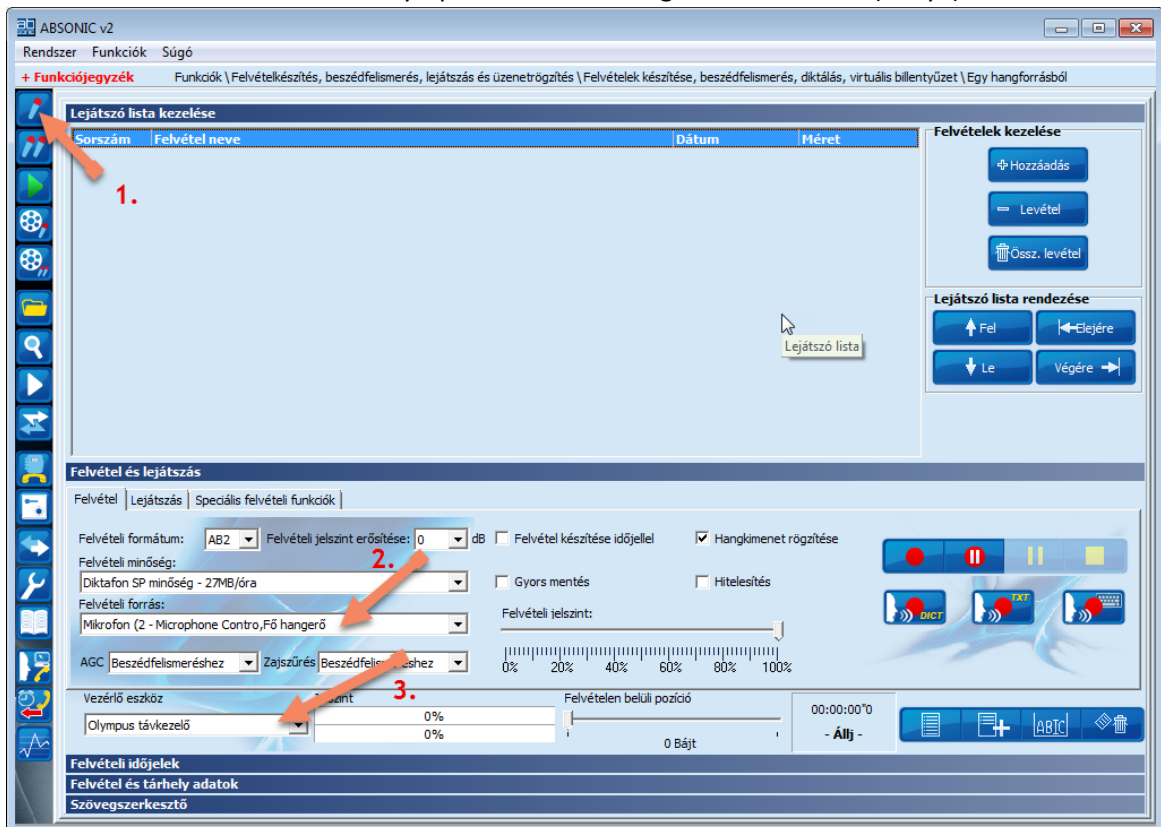 ABSONIC v2
Rendszer Funkciók Súgó
+ Funkciójegyzék Funkciók \ Felvételkészítés, beszédfelismerés, lejátszás és üzenetrögzítés \ Felvételek készítése, beszédfelismerés, diktálás, virtuális billentyűzet \ Egy hangforrásból
Lejátszó lista kezelése
Sorszám Felvétel neve Dátum Méret
1.
Lejátszó lista
Felvételek kezelése
Hozzáadás
Levétel
Össz. levétel
Lejátszó lista rendezése
Fel Elejére
Le Végére
Felvétel és lejátszás
Felvétel Lejátszás Speciális felvételi funkciók
Felvételi formátum: AB2 Felvételi jelszint erősítése: 0 dB Felvétel készítése időjellel Hangkimenet rögzítése
2.
Felvételi minőség:
Diktafon SP minőség - 27MB/óra Gyors mentés Hitelesítés
Felvételi forrás: Felvételi jelszint:
Mikrofon (2 - Microphone Contro,Fő hangerő
DICT TXT
AGC Beszédfelismeréshez Zajszűrés
0% 20% 40% 60% 80% 100%
3.
Vezérlő eszköz Felvételen belüli pozíció
Olympus távkezelő
0%
0%
0 Bájt
00:00:00"0
- Állj -
ABIC
Felvételi időjelek
Felvétel és tárhely adatok
Szövegszerkesztő